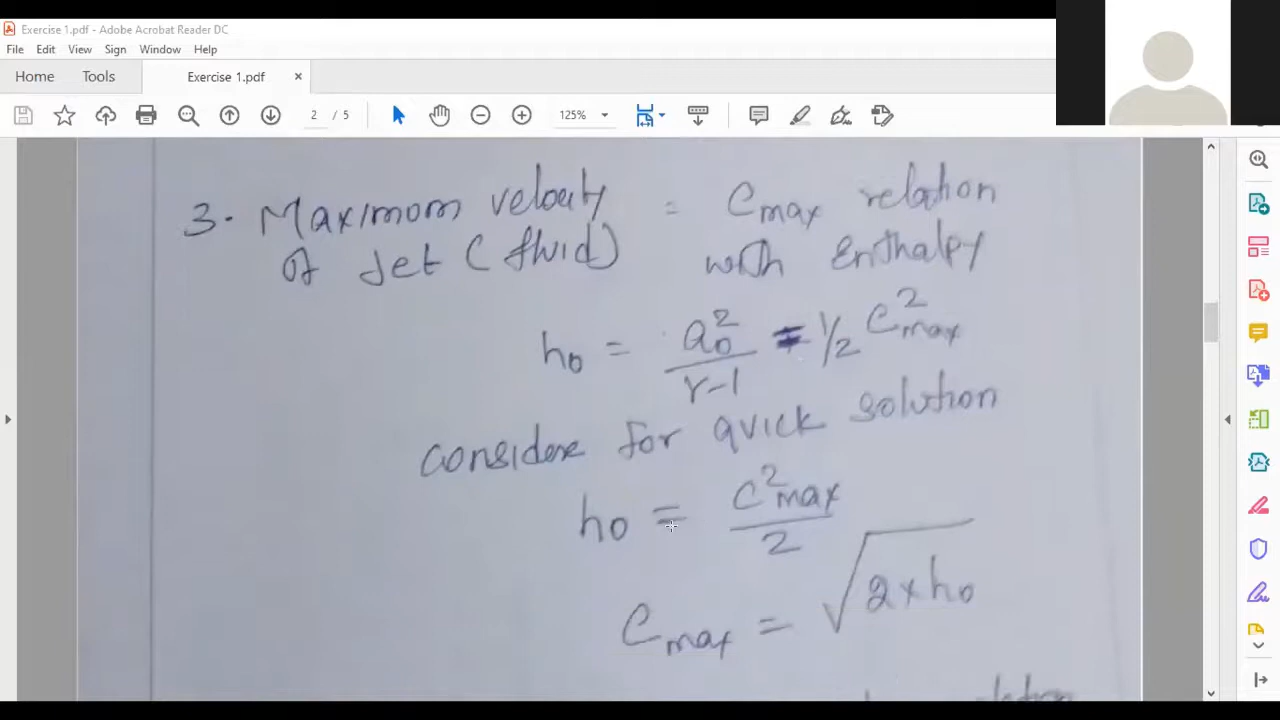 Exercise 1.pdf - Adobe Acrobat Reader DC
File Edit View Sign Window Help
Home Tools Exercise 1.pdf ×
2 / 5 125%
3. Maximum velocity = Cmax relation
of Jet (fluid) with Enthalpy
h₀ = a₀² / γ-1 = 1/2 C²max
considere for quick solution
h₀ = C²max / 2
Cmax = √2×h₀